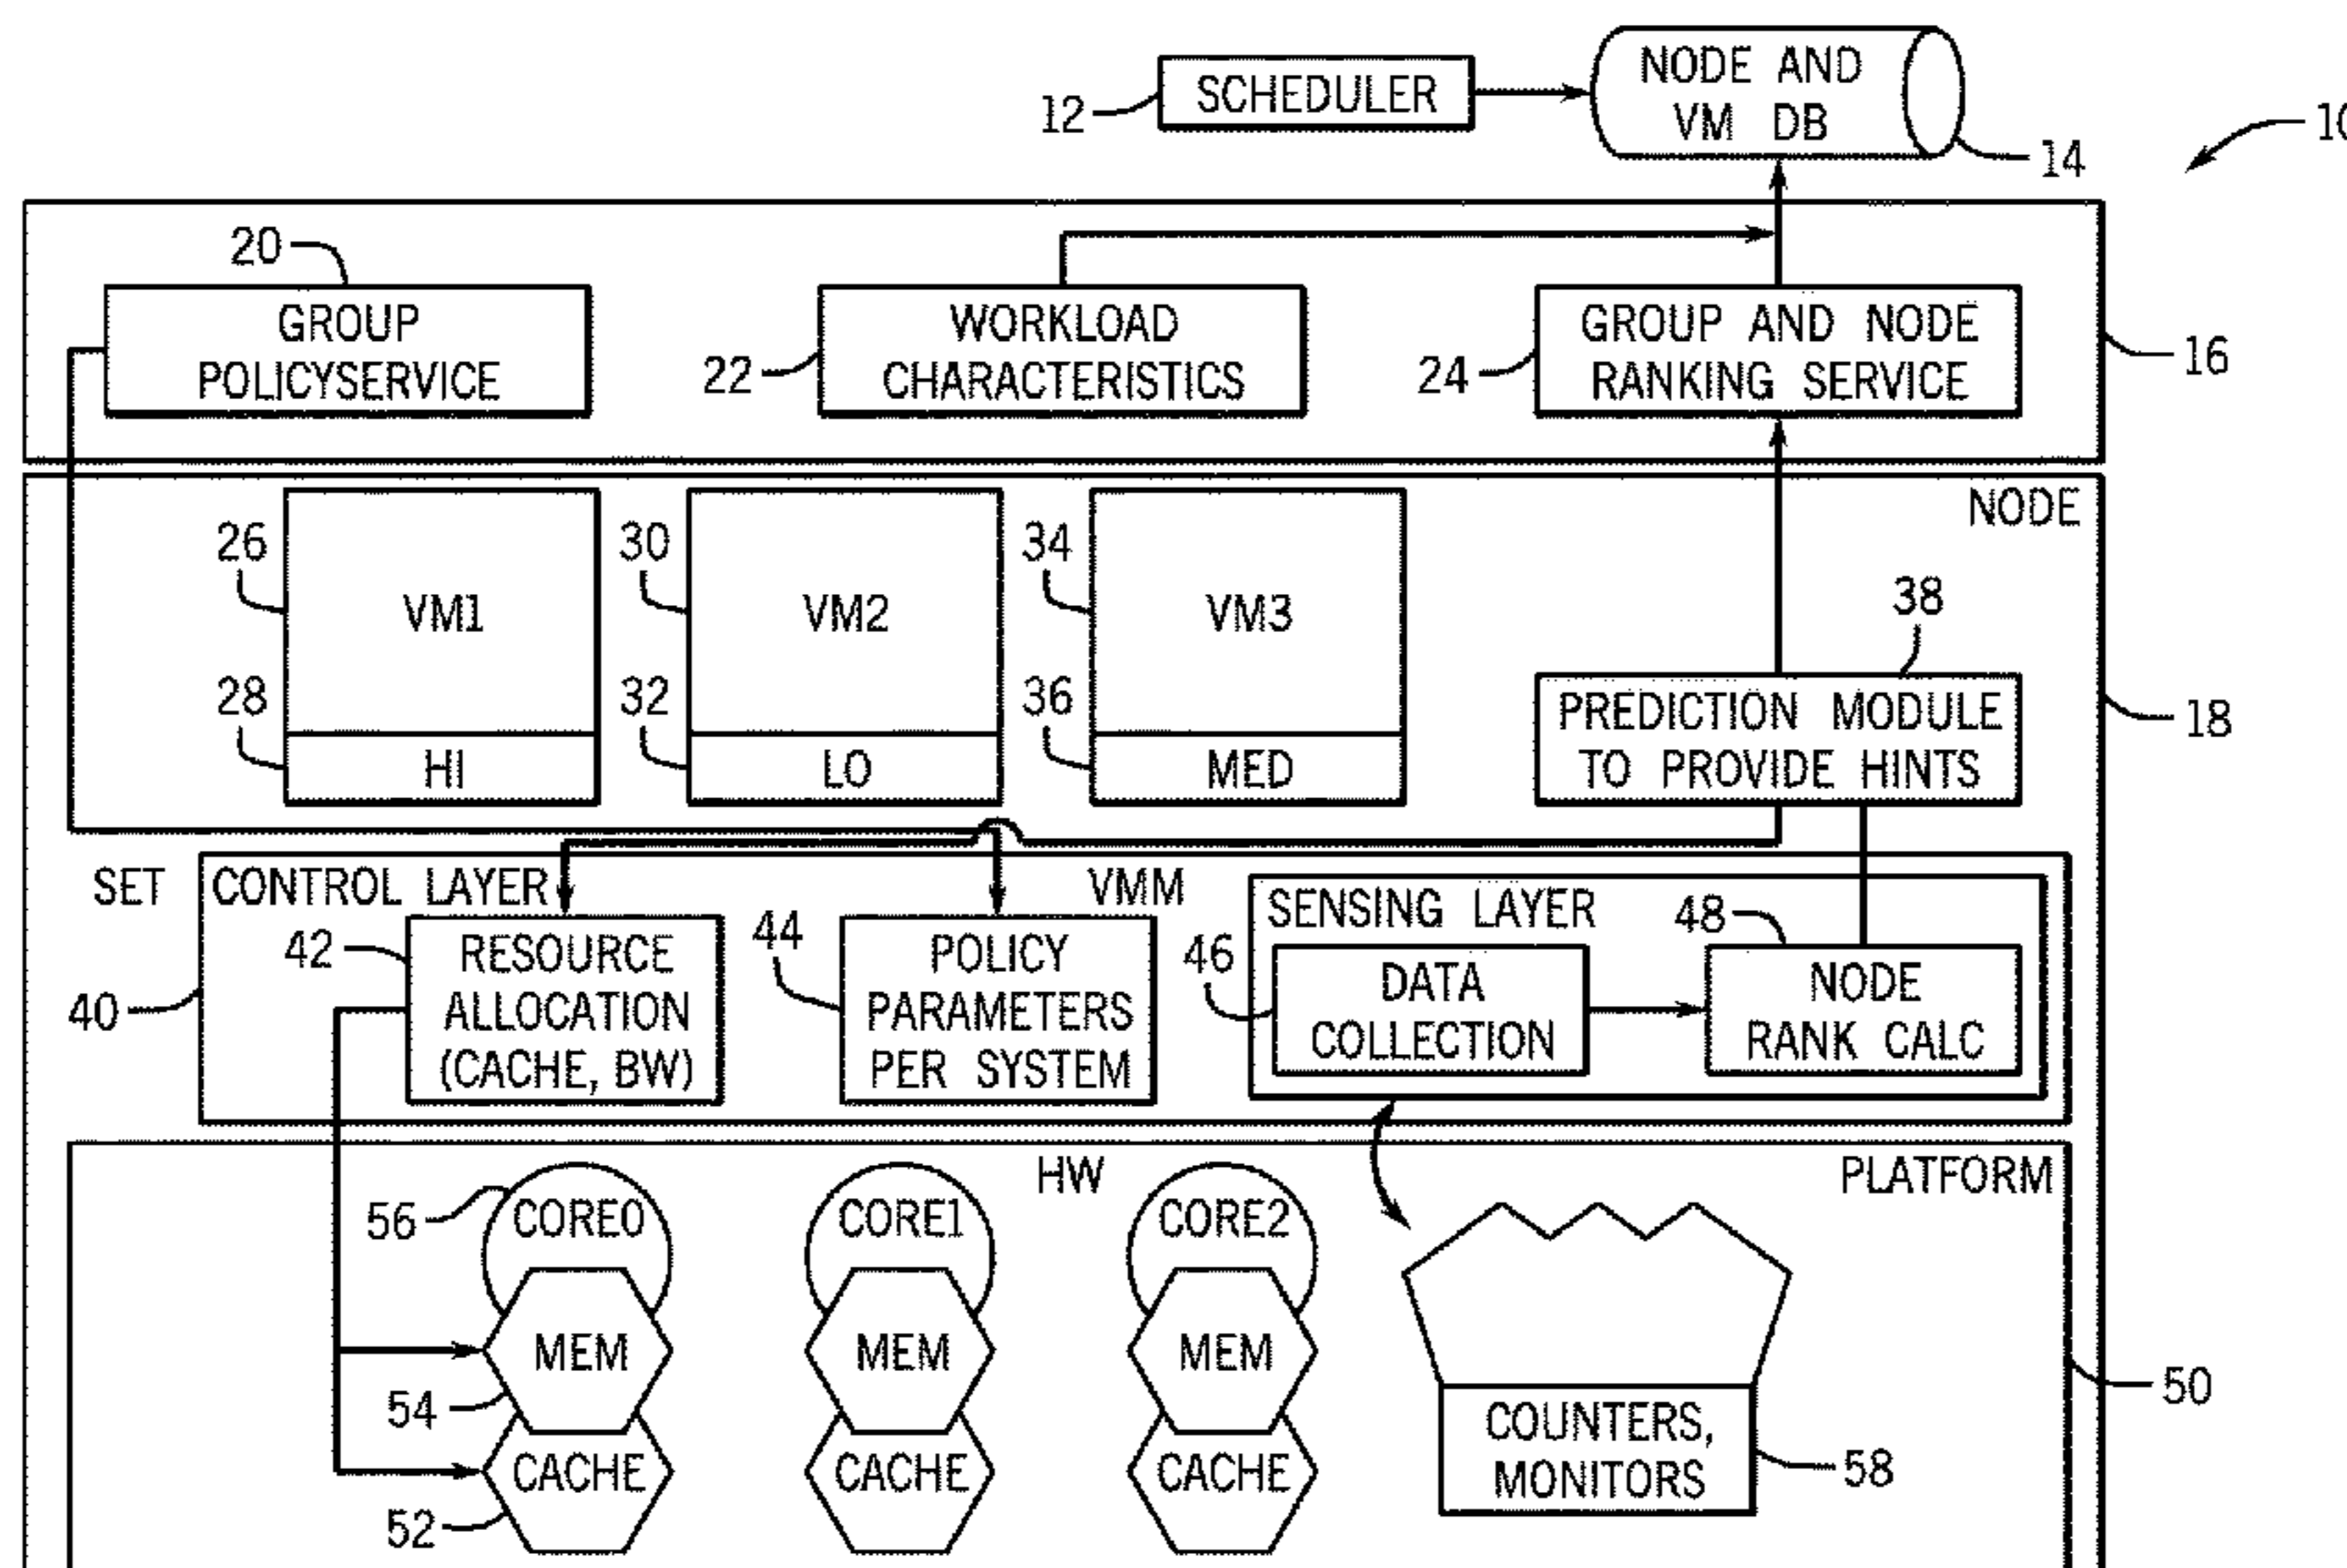 SCHEDULER
12
NODE AND
VM DB
14
10
20
GROUP
POLICYSERVICE
22
WORKLOAD
CHARACTERISTICS
24
GROUP AND NODE
RANKING SERVICE
16
NODE
26
VM1
28
HI
30
VM2
32
LO
34
VM3
36
MED
38
PREDICTION MODULE
TO PROVIDE HINTS
18
SET
CONTROL LAYER
VMM
40
42
RESOURCE
ALLOCATION
(CACHE, BW)
44
POLICY
PARAMETERS
PER SYSTEM
SENSING LAYER
46
DATA
COLLECTION
48
NODE
RANK CALC
HW
PLATFORM
50
56
CORE0
MEM
54
CACHE
52
CORE1
MEM
CACHE
CORE2
MEM
CACHE
COUNTERS,
MONITORS
58